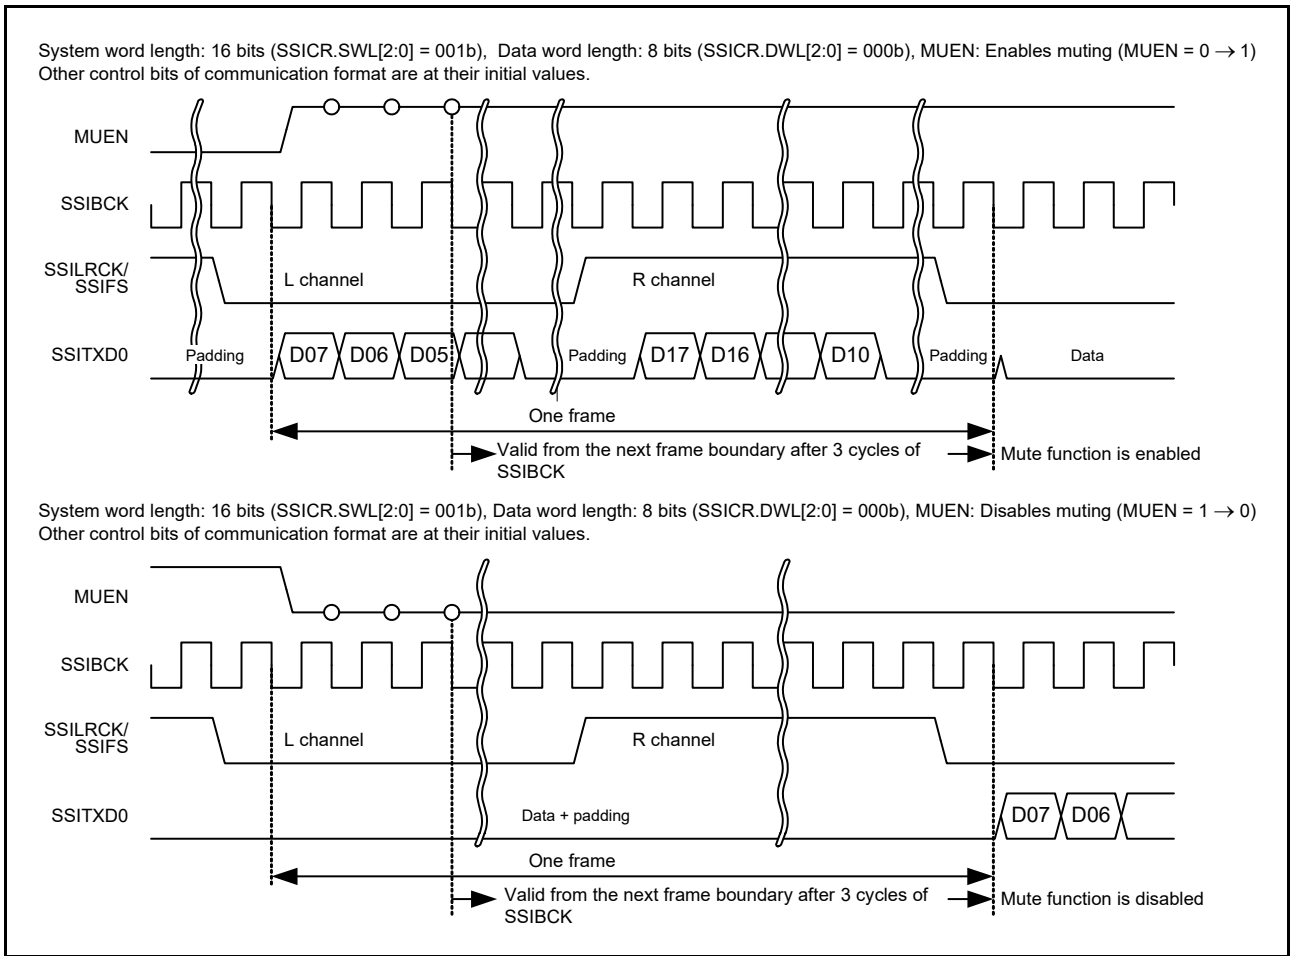 System word length: 16 bits (SSICR.SWL[2:0] = 001b), Data word length: 8 bits (SSICR.DWL[2:0] = 000b), MUEN: Enables muting (MUEN = 0 → 1)
Other control bits of communication format are at their initial values.
MUEN
SSIBCK
SSILRCK/
SSIFS
L channel
R channel
SSITXD0
Padding
D07
D06
D05
Padding
D17
D16
D10
Padding
Data
One frame
Valid from the next frame boundary after 3 cycles of
SSIBCK
Mute function is enabled
System word length: 16 bits (SSICR.SWL[2:0] = 001b), Data word length: 8 bits (SSICR.DWL[2:0] = 000b), MUEN: Disables muting (MUEN = 1 → 0)
Other control bits of communication format are at their initial values.
MUEN
SSIBCK
SSILRCK/
SSIFS
L channel
R channel
SSITXD0
Data + padding
D07
D06
One frame
Valid from the next frame boundary after 3 cycles of
SSIBCK
Mute function is disabled